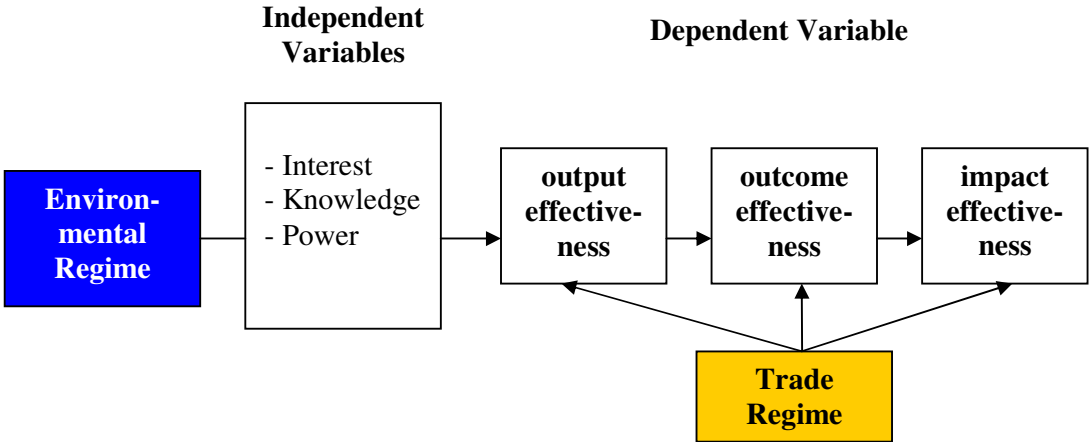 Independent
Variables
Dependent Variable
Environ-
mental
Regime
- Interest
- Knowledge
- Power
output
effective-
ness
outcome
effective-
ness
impact
effective-
ness
Trade
Regime